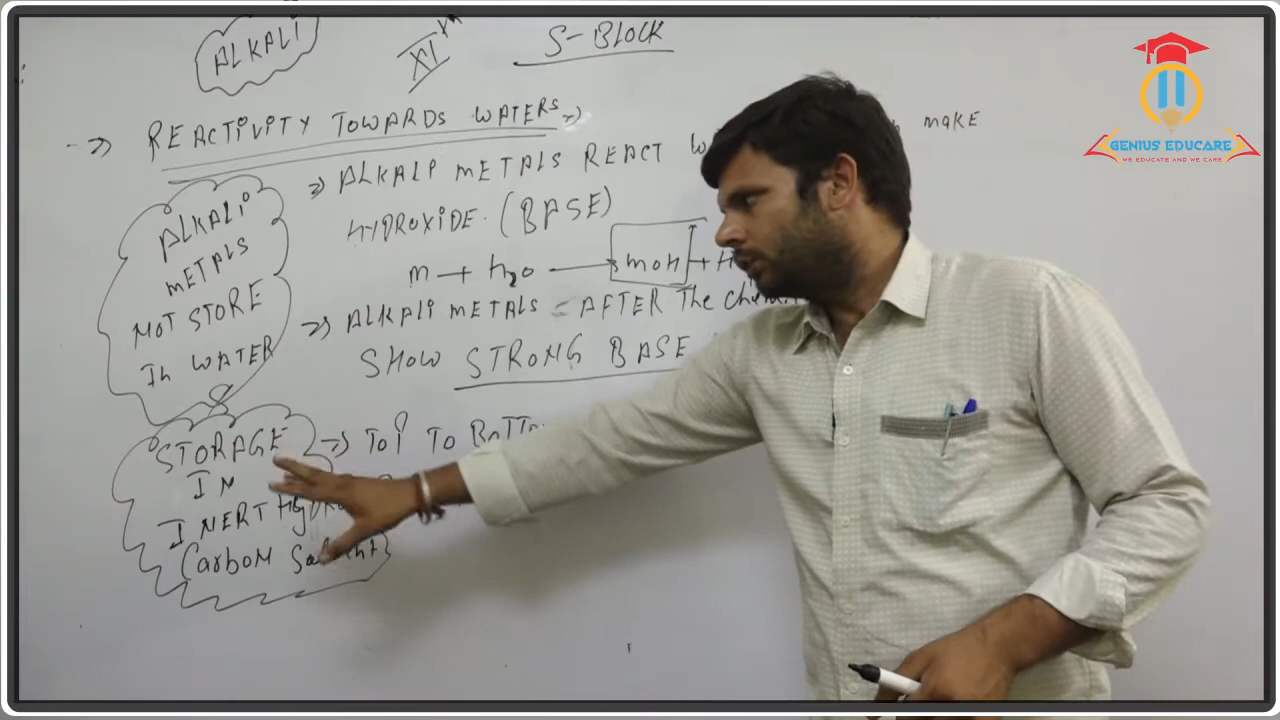 ALKALI
XI th
S-BLOCK
→ REACTIVITY TOWARDS WATERS →
⇒ ALKALI METALS REACT
MAKE
HYDROXIDE. (BASE)
M + H2O → MOH + H
⇒ ALKALI METALS = AFTER The
SHOW STRONG BASE
ALKALI
METALS
NOT STORE
IN WATER
STORAGE
IN
INERT
CARBON
⇒ TOP TO
GENIUS EDUCARE
WE EDUCATE AND WE CARE